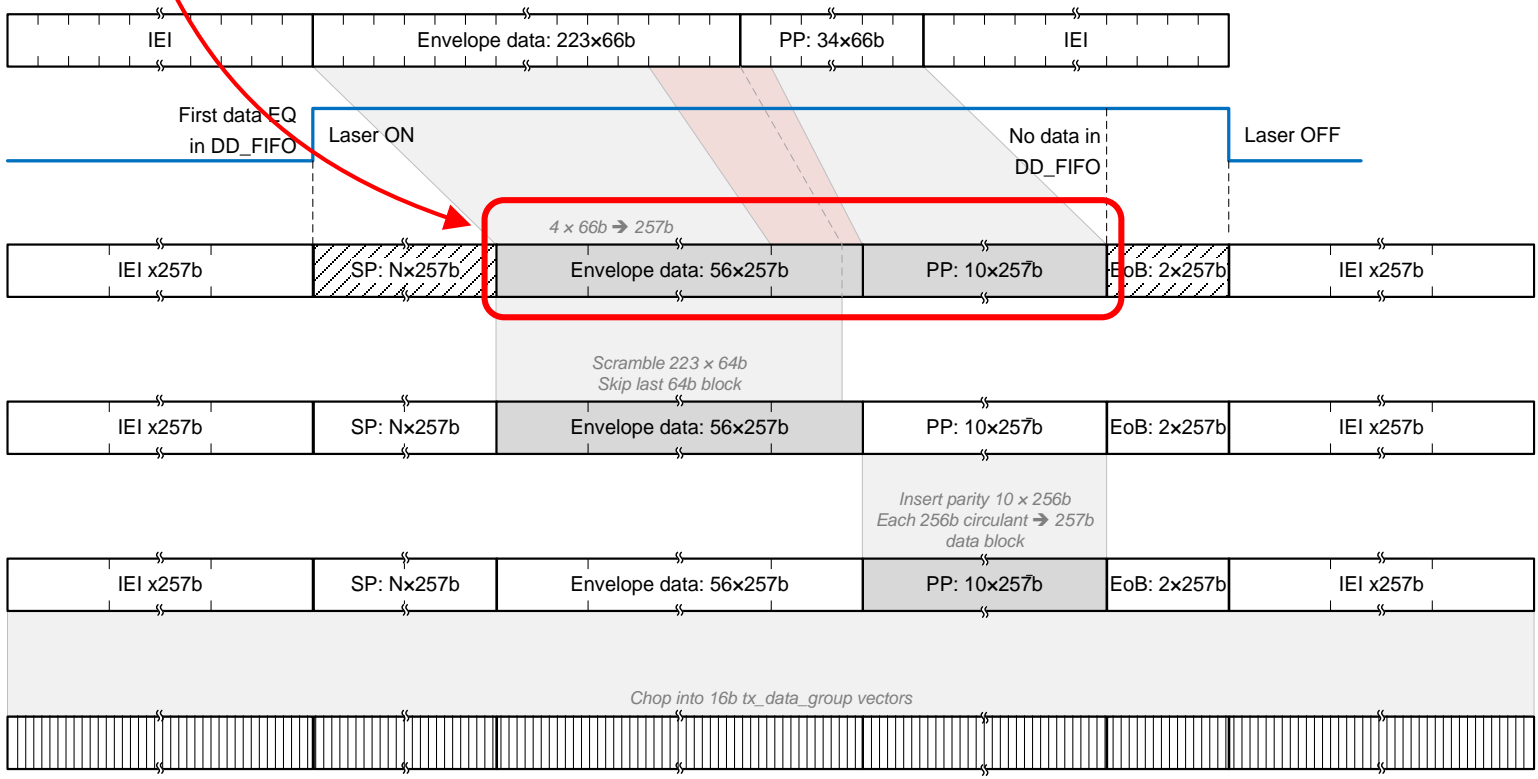 IEI
Envelope data: 223×66b
PP: 34×66b
IEI
First data EQ
in DD_FIFO
Laser ON
No data in
DD_FIFO
Laser OFF
4 × 66b ➔ 257b
IEI x257b
SP: N×257b
Envelope data: 56×257b
PP: 10×257b
EoB: 2×257b
IEI x257b
Scramble 223 × 64b
Skip last 64b block
IEI x257b
SP: N×257b
Envelope data: 56×257b
PP: 10×257b
EoB: 2×257b
IEI x257b
Insert parity 10 × 256b
Each 256b circulant ➔ 257b
data block
IEI x257b
SP: N×257b
Envelope data: 56×257b
PP: 10×257b
EoB: 2×257b
IEI x257b
Chop into 16b tx_data_group vectors